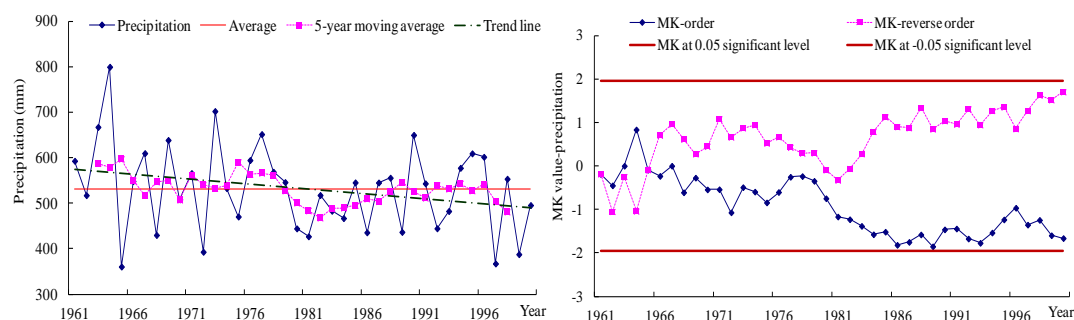 Precipitation Average 5-year moving average Trend line
Precipitation (mm)
900
800
700
600
500
400
300
1961 1966 1971 1976 1981 1986 1991 1996 Year
MK-order MK-reverse order
MK at 0.05 significant level MK at -0.05 significant level
MK value-precipitation
3
2
1
0
-1
-2
-3
1961 1966 1971 1976 1981 1986 1991 1996 Year